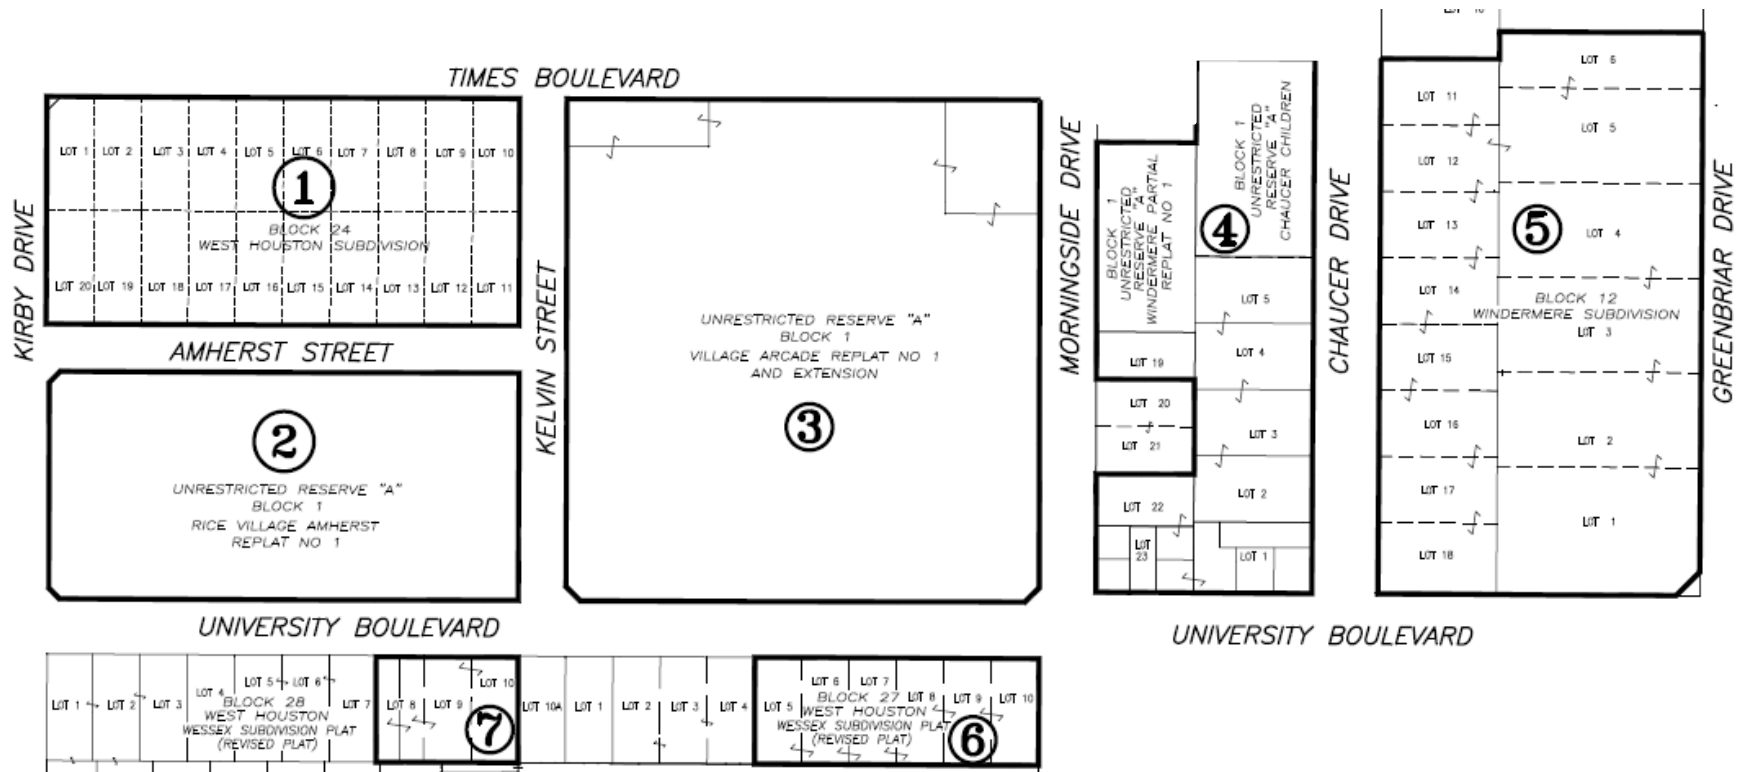 TIMES BOULEVARD
KIRBY DRIVE
LOT 1
LOT 2
LOT 3
LOT 4
LOT 5
LOT 6
LOT 7
LOT 8
LOT 9
LOT 10
1
BLOCK 24
WEST HOUSTON SUBDIVISION
LOT 20
LOT 19
LOT 18
LOT 17
LOT 16
LOT 15
LOT 14
LOT 13
LOT 12
LOT 11
AMHERST STREET
2
UNRESTRICTED RESERVE "A"
BLOCK 1
RICE VILLAGE AMHERST
REPLAT NO 1
KELVIN STREET
UNRESTRICTED RESERVE "A"
BLOCK 1
VILLAGE ARCADE REPLAT NO 1
AND EXTENSION
3
MORNINGSIDE DRIVE
BLOCK 1
UNRESTRICTED
RESERVE "A"
WINDERMERE PARTIAL
REPLAT NO 1
LOT 19
LOT 20
LOT 21
LOT 22
LOT
23
BLOCK 1
UNRESTRICTED
RESERVE "A"
CHAUCER CHILDREN
4
LOT 5
LOT 4
LOT 3
LOT 2
LOT 1
CHAUCER DRIVE
LOT 11
LOT 12
LOT 13
LOT 14
LOT 15
LOT 16
LOT 17
LOT 18
LOT 6
LOT 5
5
LOT 4
BLOCK 12
WINDERMERE SUBDIVISION
LOT 3
LOT 2
LOT 1
GREENBRIAR DRIVE
UNIVERSITY BOULEVARD
UNIVERSITY BOULEVARD
LOT 1
LOT 2
LOT 3
LOT 4
LOT 5
LOT 6
LOT 7
BLOCK 28
WEST HOUSTON
WESSEX SUBDIVISION PLAT
(REVISED PLAT)
LOT 8
LOT 9
LOT 10
7
LOT 10A
LOT 1
LOT 2
LOT 3
LOT 4
LOT 5
LOT 6
LOT 7
LOT 8
LOT 9
LOT 10
BLOCK 27
WEST HOUSTON
WESSEX SUBDIVISION PLAT
(REVISED PLAT)
6